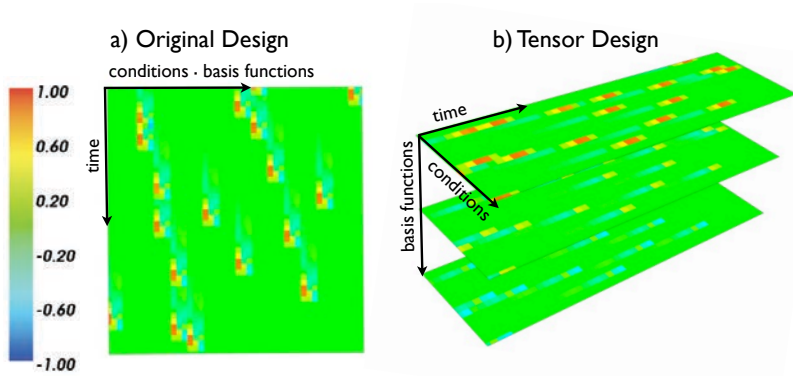 a) Original Design
conditions · basis functions
time
1.00
0.60
0.20
-0.20
-0.60
-1.00
b) Tensor Design
time
conditions
basis functions